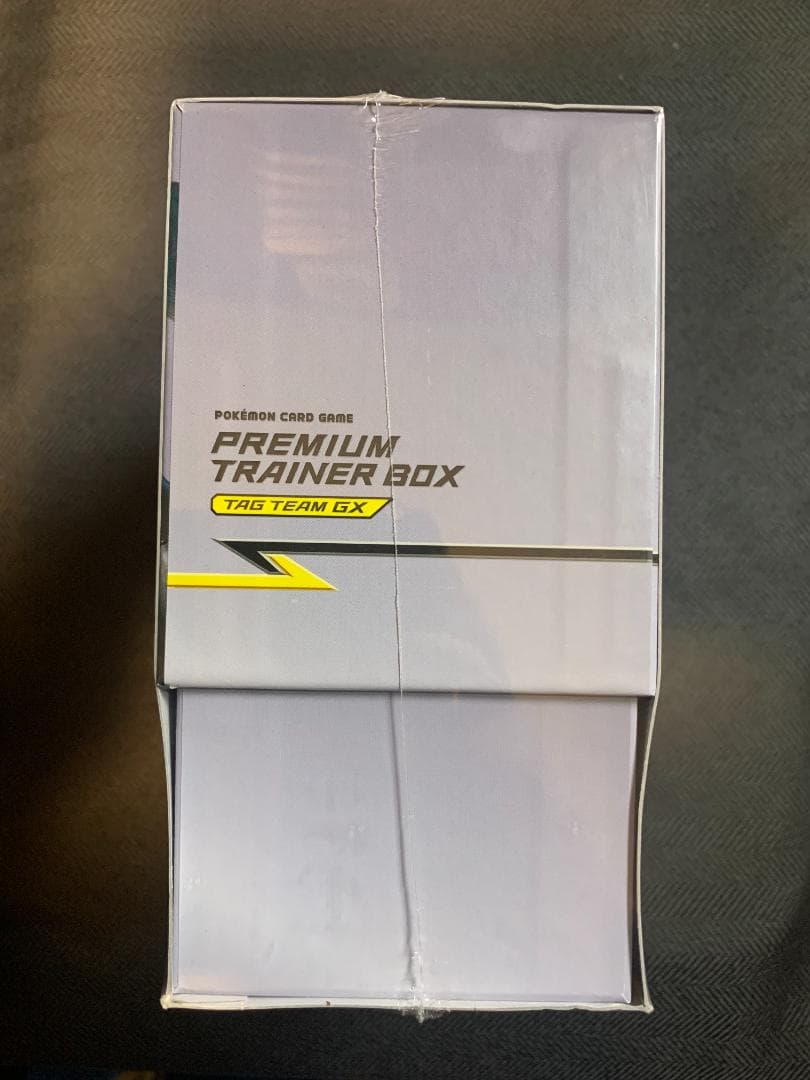 POKÉMON CARD GAME
PREMIUM
TRAINER BOX
TAG TEAM GX